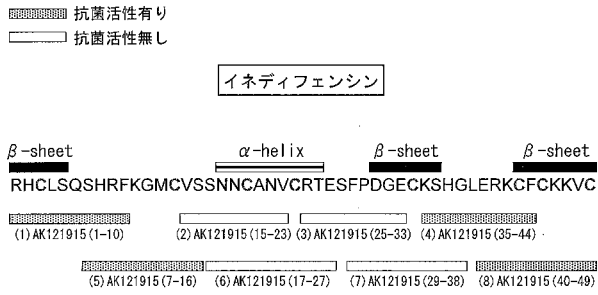 抗菌活性有り
抗菌活性無し
イネディフェンシン
β-sheet α-helix β-sheet β-sheet
RHCLSQSHRFKGMCVSSNNCANVCRTESFPDGECKSHGLERKCFCKKVC
(1) AK121915 (1-10) (2) AK121915 (15-23) (3) AK121915 (25-33) (4) AK121915 (35-44)
(5) AK121915 (7-16) (6) AK121915 (17-27) (7) AK121915 (29-38) (8) AK121915 (40-49)